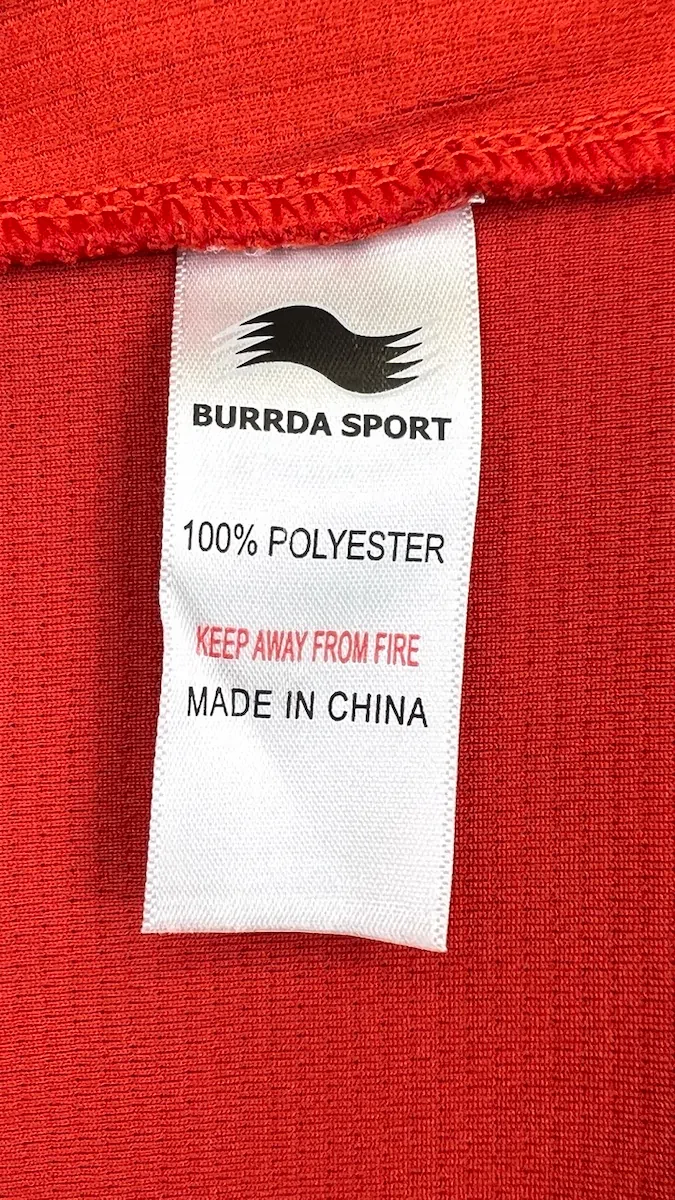 BURRDA SPORT
100% POLYESTER
KEEP AWAY FROM FIRE
MADE IN CHINA